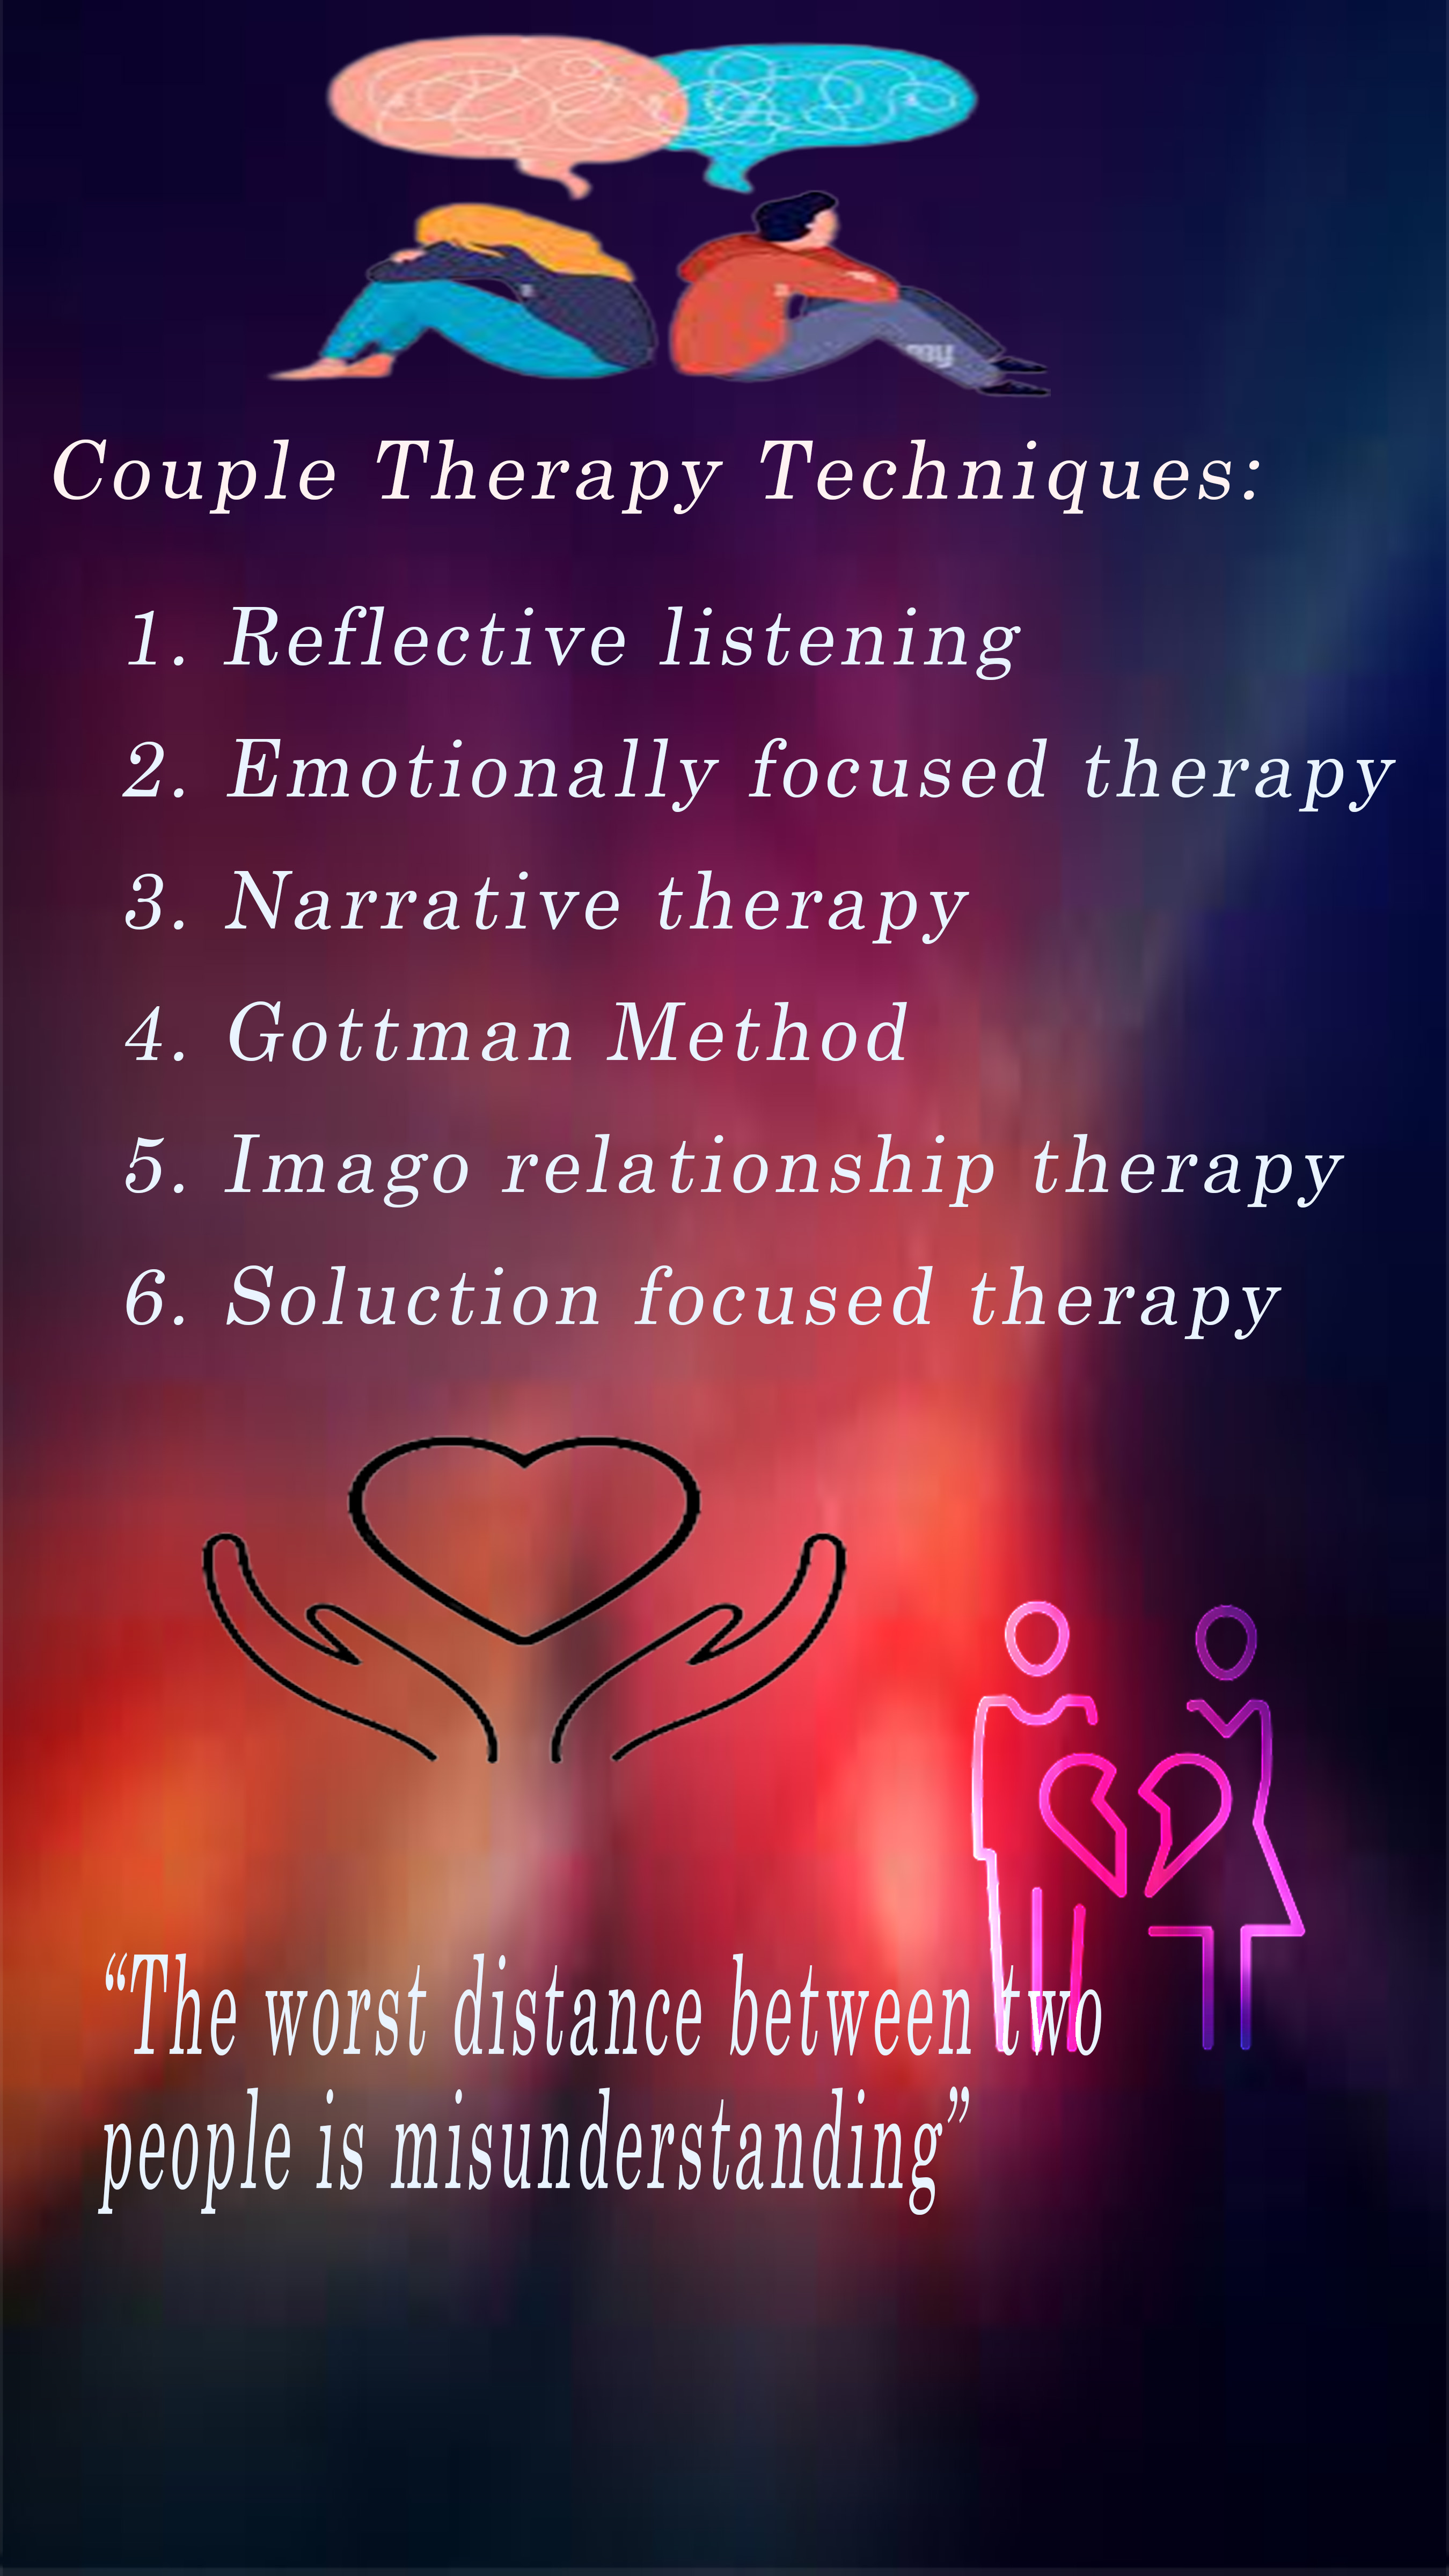 Couple Therapy Techniques:
1. Reflective listening
2. Emotionally focused therapy
3. Narrative therapy
4. Gottman Method
5. Imago relationship therapy
6. Soluction focused therapy
“The worst distance between two
people is misunderstanding”